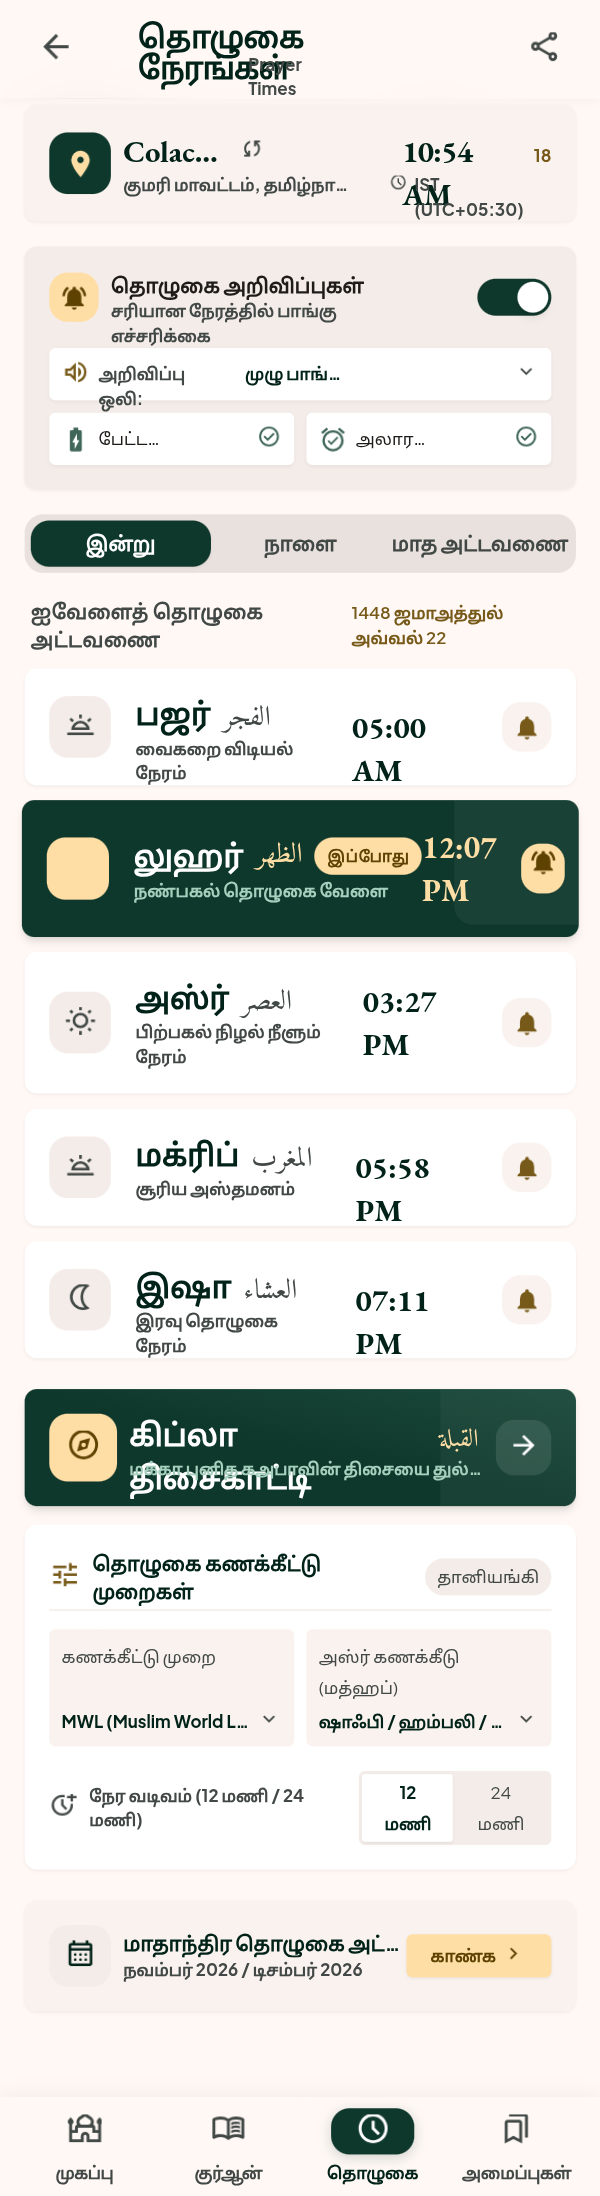 தொழுகை
நேரங்கள்
Prayer
Times
Colac...
10:54
AM
18
குமரி மாவட்டம், தமிழ்நா...
IST
(UTC+05:30)
தொழுகை அறிவிப்புகள்
சரியான நேரத்தில் பாங்கு
எச்சரிக்கை
அறிவிப்பு
ஒலி:
முழு பாங்...
பேட்ட...
அலார...
இன்று
நாளை
மாத அட்டவணை
ஐவேளைத் தொழுகை
அட்டவணை
1448 ஜமாஅத்துல்
அவ்வல் 22
பஜர் الفجر
வைகறை விடியல்
நேரம்
05:00
AM
லுஹர் الظهر இப்போது
நண்பகல் தொழுகை வேளை
12:07
PM
அஸ்ர் العصر
பிற்பகல் நிழல் நீளும்
நேரம்
03:27
PM
மக்ரிப் المغرب
சூரிய அஸ்தமனம்
05:58
PM
இஷா العشاء
இரவு தொழுகை
நேரம்
07:11
PM
கிப்லா
திசைகாட்டி
القبلة
மக்கா புனித கஅபாவின் திசையை துல்...
தொழுகை கணக்கீட்டு
முறைகள்
தானியங்கி
கணக்கீட்டு முறை
MWL (Muslim World L...
அஸ்ர் கணக்கீடு
(மத்ஹப்)
ஷாஃபி / ஹம்பலி / ...
நேர வடிவம் (12 மணி / 24
மணி)
12
மணி
24
மணி
மாதாந்திர தொழுகை அட்...
நவம்பர் 2026 / டிசம்பர் 2026
காண்க
முகப்பு
குர்ஆன்
தொழுகை
அமைப்புகள்